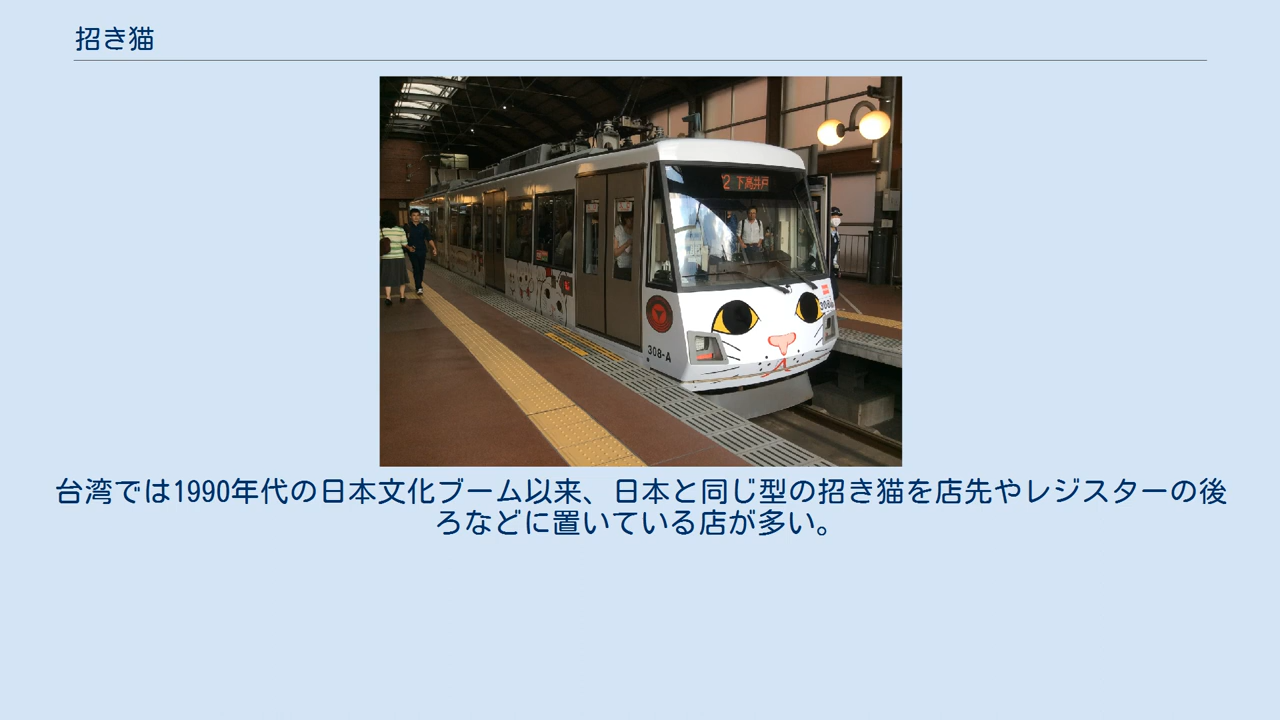 招き猫
2 下高井戸
308-A
台湾では1990年代の日本文化ブーム以来、日本と同じ型の招き猫を店先やレジスターの後
ろなどに置いている店が多い。